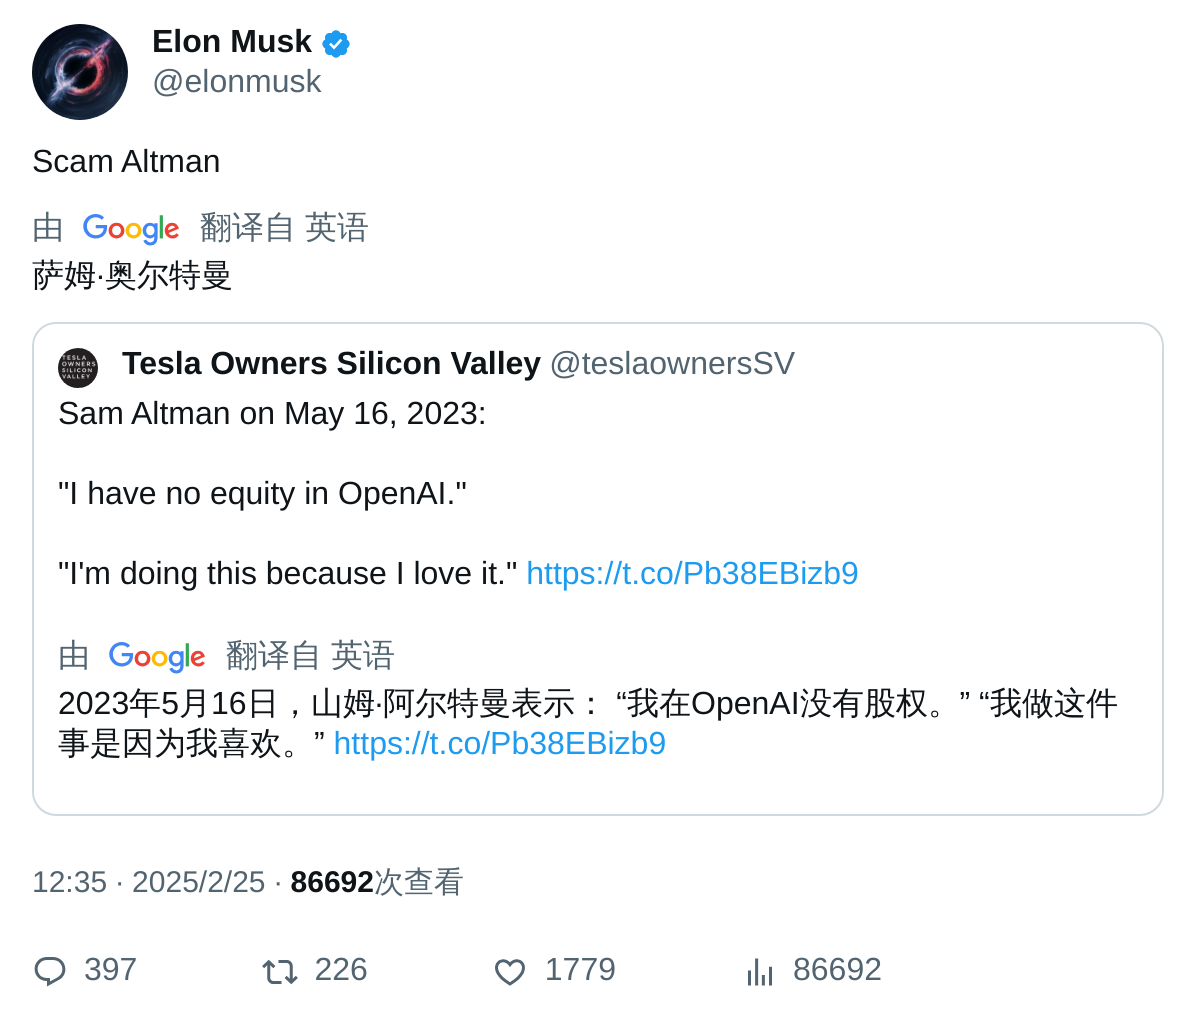 Elon Musk
@elonmusk
Scam Altman
由 Google 翻译自 英语
萨姆·奥尔特曼
TESLA
OWNERS
SILICON
VALLEY
Tesla Owners Silicon Valley @teslaownersSV
Sam Altman on May 16, 2023:
"I have no equity in OpenAI."
"I'm doing this because I love it." https://t.co/Pb38EBizb9
由 Google 翻译自 英语
2023年5月16日，山姆·阿尔特曼表示： “我在OpenAI没有股权。” “我做这件
事是因为我喜欢。” https://t.co/Pb38EBizb9
12:35 · 2025/2/25 · 86692次查看
397 226 1779 86692